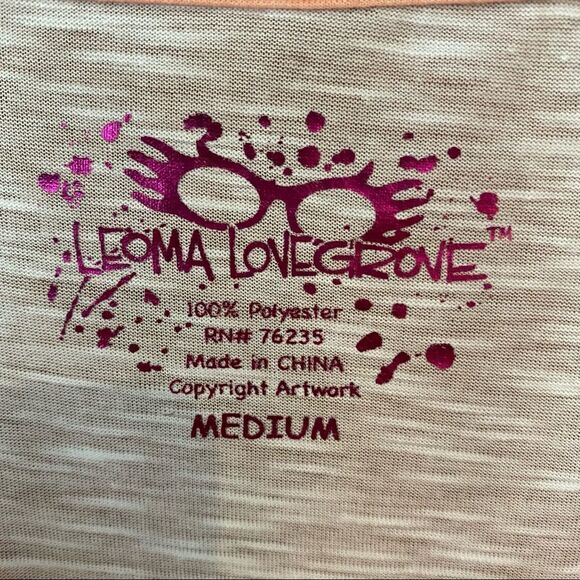 LEOMA LOVEGROVE™
100% Polyester
RN# 76235
Made in CHINA
Copyright Artwork
MEDIUM